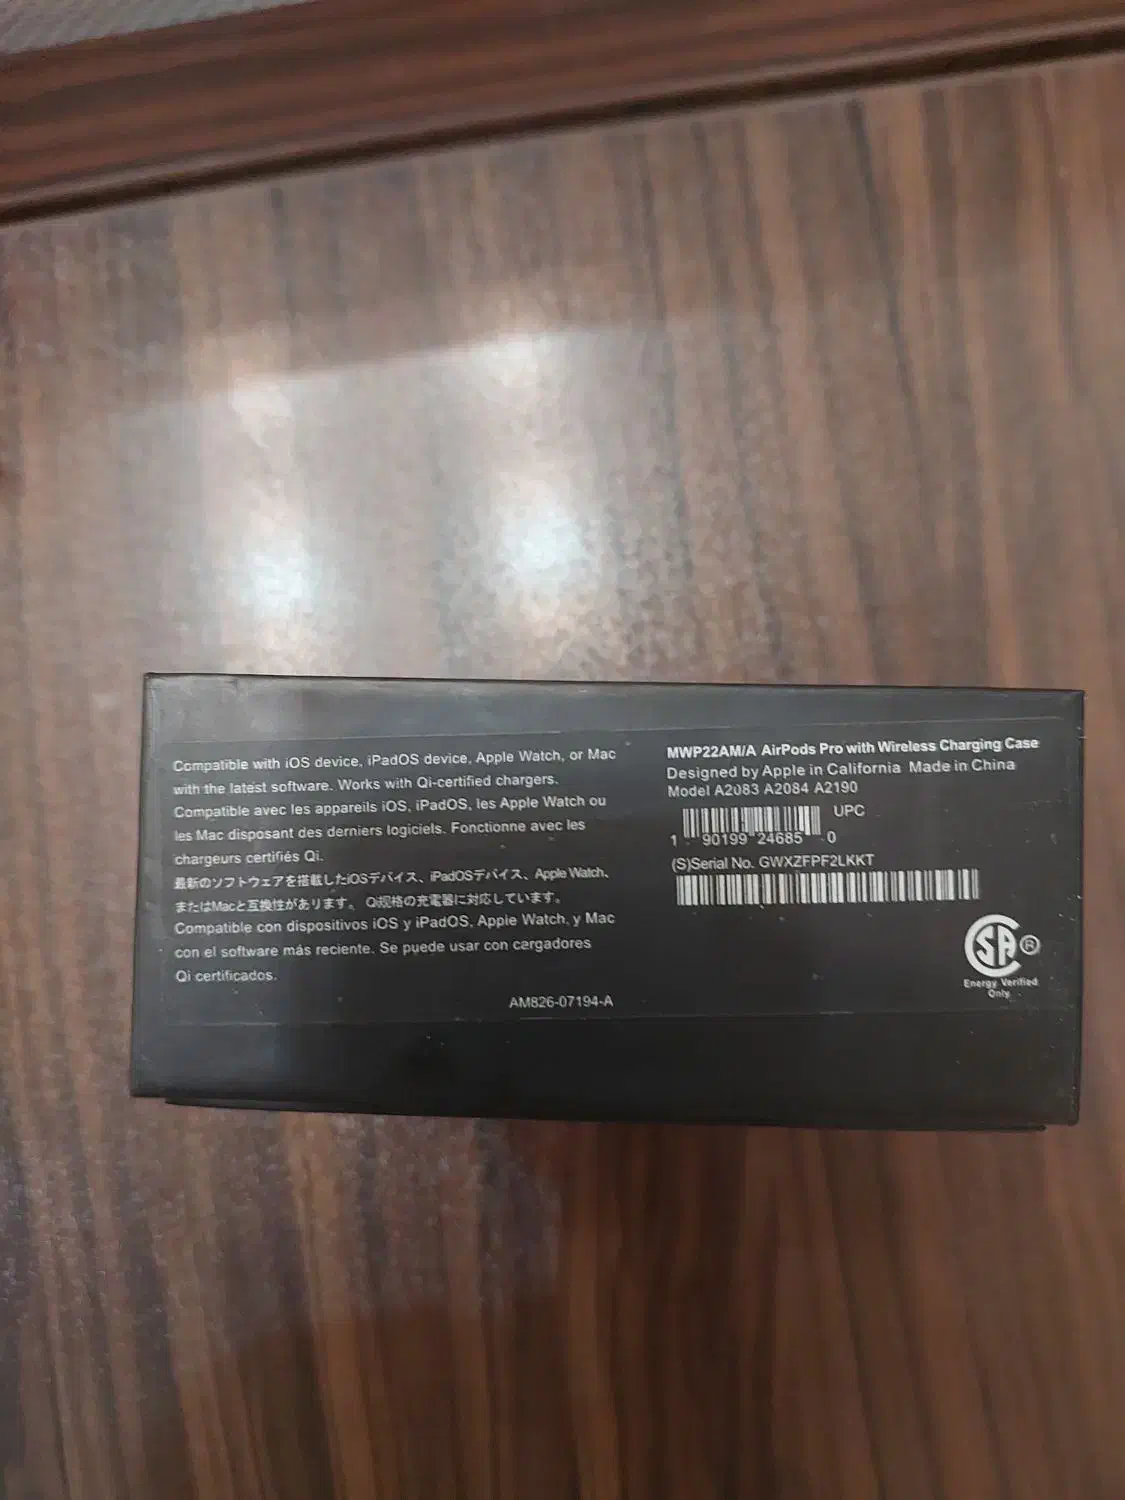 Compatible with iOS device, iPadOS device, Apple Watch, or Mac
with the latest software. Works with Qi-certified chargers.
Compatible avec les appareils iOS, iPadOS, les Apple Watch ou
les Mac disposant des derniers logiciels. Fonctionne avec les
chargeurs certifiés Qi.
最新のソフトウェアを搭載したiOSデバイス、iPadOSデバイス、Apple Watch、
またはMacと互換性があります。 Qi规格の充電器に対応しています。
Compatible con dispositivos iOS y iPadOS, Apple Watch, y Mac
con el software más reciente. Se puede usar con cergadores
Qi certificados.
AM826-07194-A
MWP22AM/A AirPods Pro with Wireless Charging Case
Designed by Apple in California Made in China
Model A2083 A2084 A2190
UPC
1 90199 24685 0
(S)Serial No. GWXZFPF2LKKT
SA ®
Energy Verified
Only